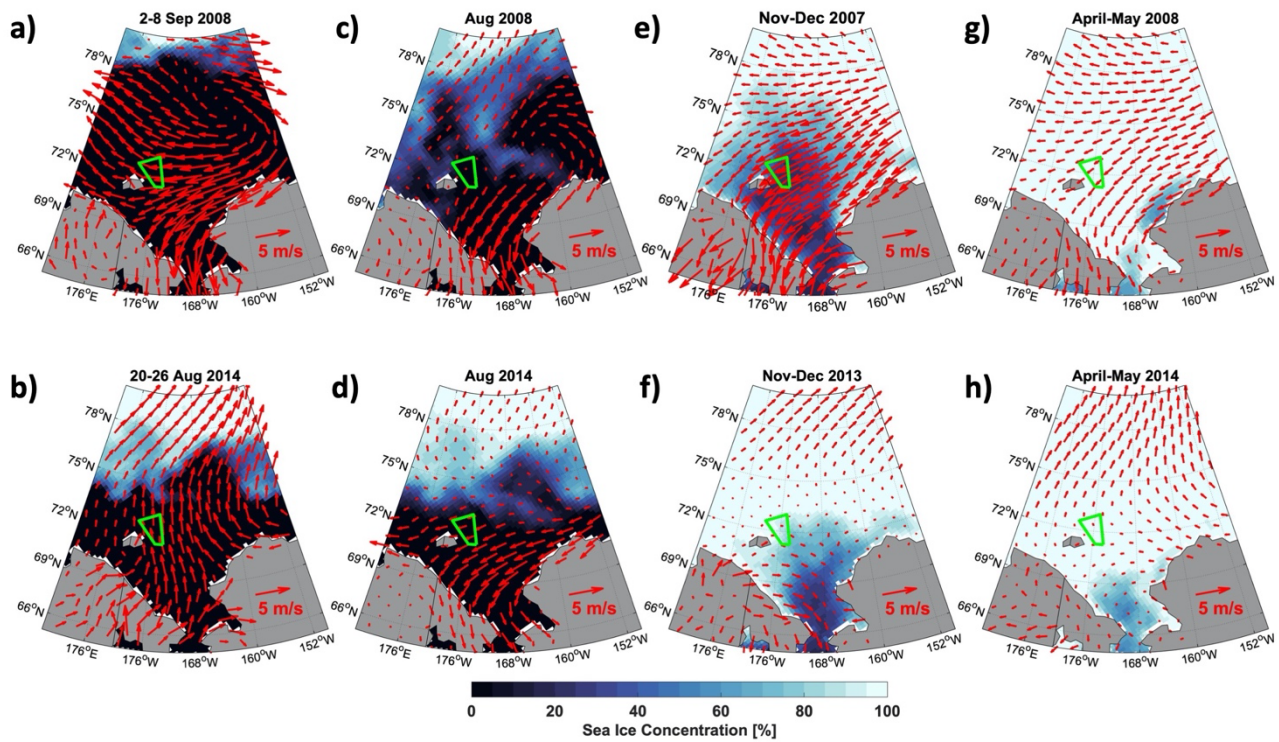 a)
2-8 Sep 2008
78°N
75°N
72°N
69°N
66°N
176°E
176°W
168°W
160°W
152°W
5 m/s
c)
Aug 2008
78°N
75°N
72°N
69°N
66°N
176°E
176°W
168°W
160°W
152°W
5 m/s
e)
Nov-Dec 2007
78°N
75°N
72°N
69°N
66°N
176°E
176°W
168°W
160°W
152°W
5 m/s
g)
April-May 2008
78°N
75°N
72°N
69°N
66°N
176°E
176°W
168°W
160°W
152°W
5 m/s
b)
20-26 Aug 2014
78°N
75°N
72°N
69°N
66°N
176°E
176°W
168°W
160°W
152°W
5 m/s
d)
Aug 2014
78°N
75°N
72°N
69°N
66°N
176°E
176°W
168°W
160°W
152°W
5 m/s
f)
Nov-Dec 2013
78°N
75°N
72°N
69°N
66°N
176°E
176°W
168°W
160°W
152°W
5 m/s
h)
April-May 2014
78°N
75°N
72°N
69°N
66°N
176°E
176°W
168°W
160°W
152°W
5 m/s
0 20 40 60 80 100
Sea Ice Concentration [%]